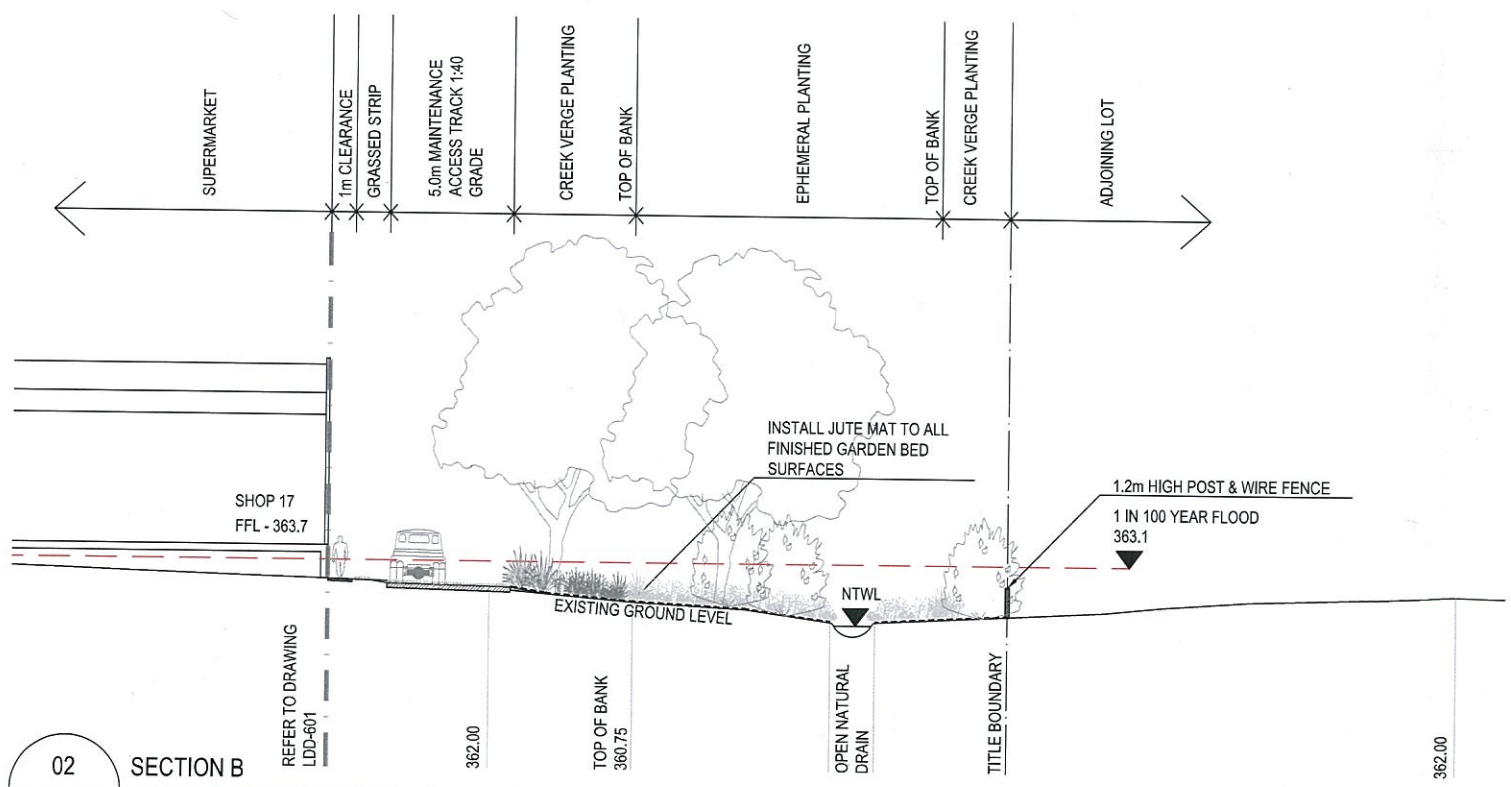 SUPERMARKET
1m CLEARANCE
GRASSED STRIP
5.0m MAINTENANCE
ACCESS TRACK 1:40
GRADE
CREEK VERGE PLANTING
TOP OF BANK
EPHEMERAL PLANTING
TOP OF BANK
CREEK VERGE PLANTING
ADJOINING LOT
INSTALL JUTE MAT TO ALL
FINISHED GARDEN BED
SURFACES
SHOP 17
FFL - 363.7
1.2m HIGH POST & WIRE FENCE
1 IN 100 YEAR FLOOD
363.1
NTWL
EXISTING GROUND LEVEL
REFER TO DRAWING
LDD-601
362.00
TOP OF BANK
360.75
OPEN NATURAL
DRAIN
TITLE BOUNDARY
362.00
02
SECTION B